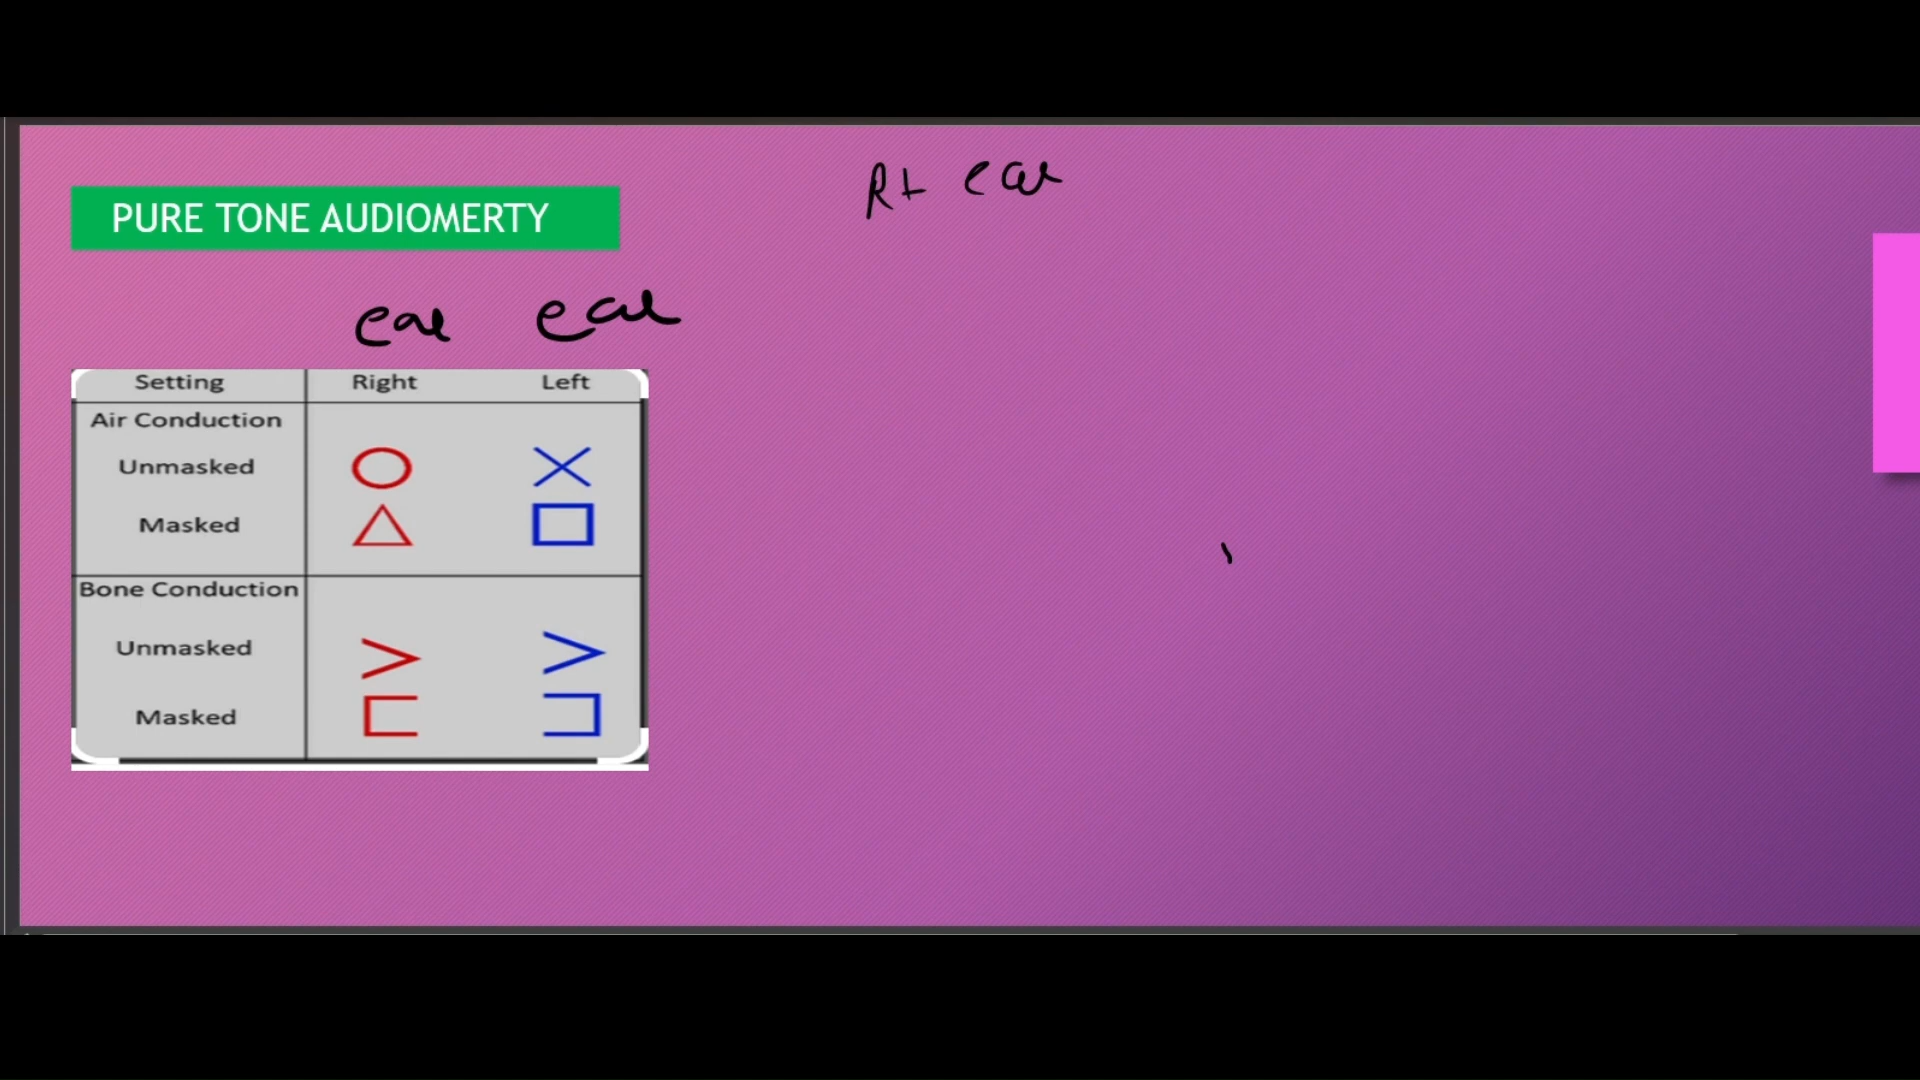 Rt ear
PURE TONE AUDIOMERTY
ear ear
Setting Right Left
Air Conduction
Unmasked
Masked
Bone Conduction
Unmasked
Masked